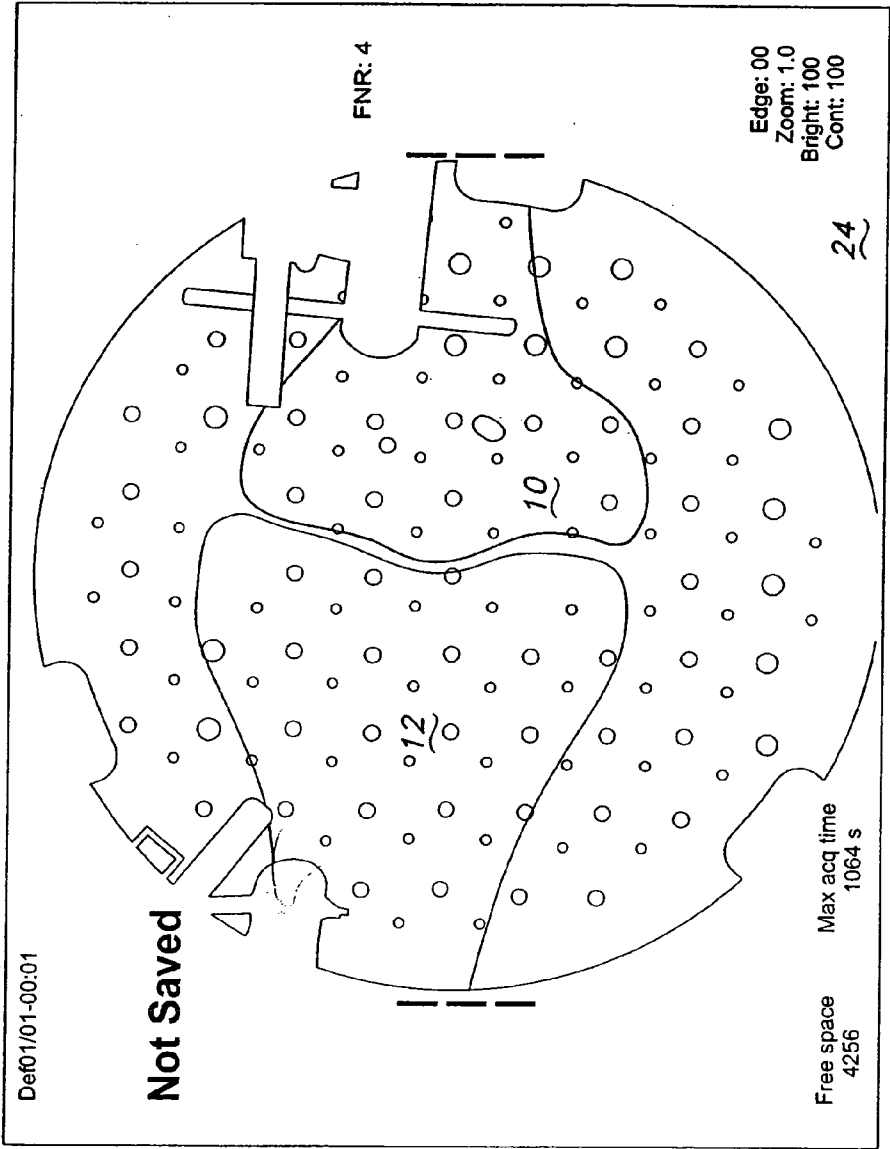 Def01/01-00:01
Not Saved
FNR: 4
12
10
24
Edge: 00
Zoom: 1.0
Bright: 100
Cont: 100
Free space
4256
Max acq time
1064 s